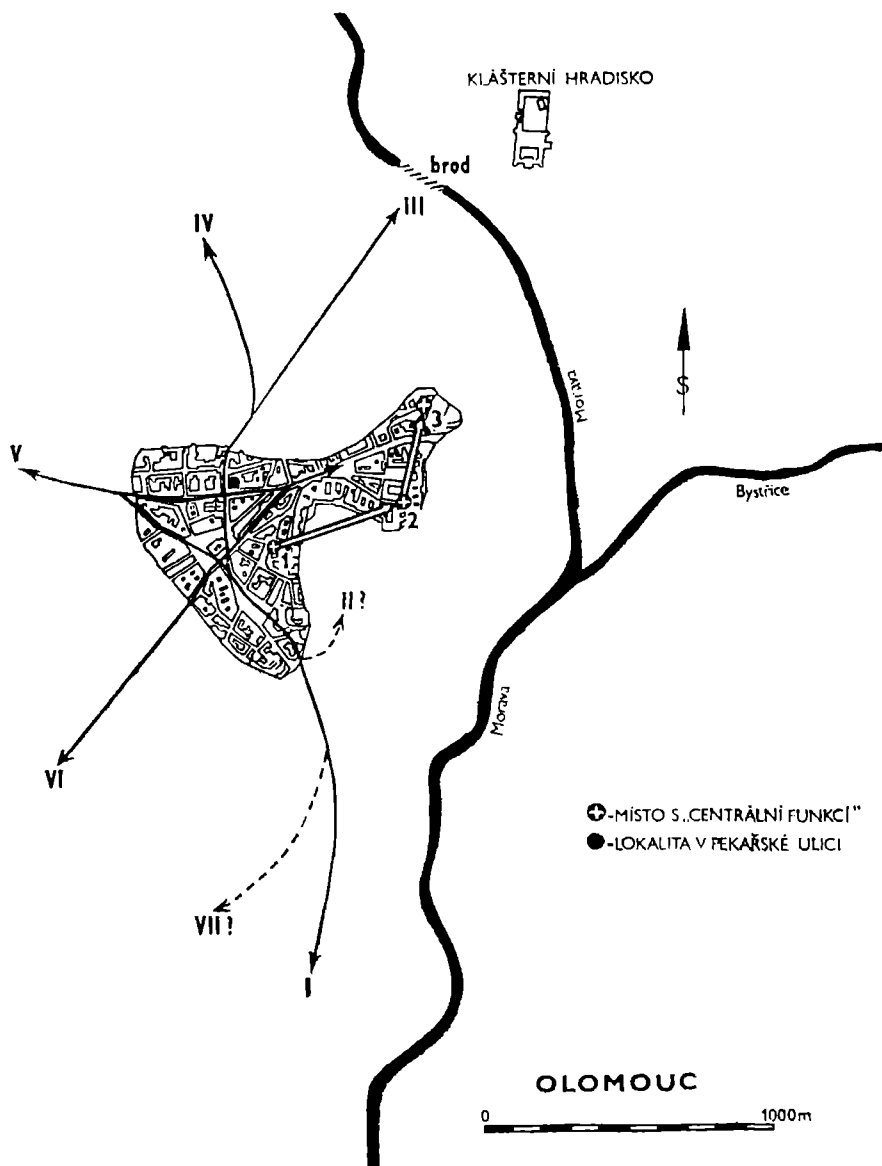 KLÁŠTERNÍ HRADISKO
brod
III
IV
Morava
S
V
3
2
1
Bystřice
II?
Morava
VI
-MÍSTO S „CENTRÁLNÍ FUNKCÍ"
-LOKALITA V PEKAŘSKÉ ULICI
VII?
I
OLOMOUC
0 1000m